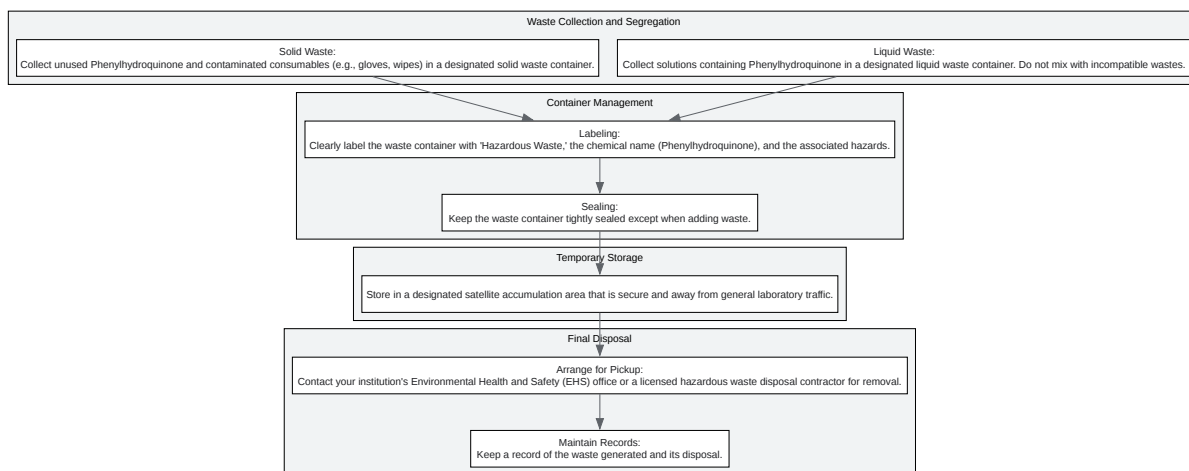 Waste Collection and Segregation
Solid Waste:
Collect unused Phenylhydroquinone and contaminated consumables (e.g., gloves, wipes) in a designated solid waste container.
Liquid Waste:
Collect solutions containing Phenylhydroquinone in a designated liquid waste container. Do not mix with incompatible wastes.
Container Management
Labeling:
Clearly label the waste container with 'Hazardous Waste,' the chemical name (Phenylhydroquinone), and the associated hazards.
Sealing:
Keep the waste container tightly sealed except when adding waste.
Temporary Storage
Store in a designated satellite accumulation area that is secure and away from general laboratory traffic.
Final Disposal
Arrange for Pickup:
Contact your institution's Environmental Health and Safety (EHS) office or a licensed hazardous waste disposal contractor for removal.
Maintain Records:
Keep a record of the waste generated and its disposal.